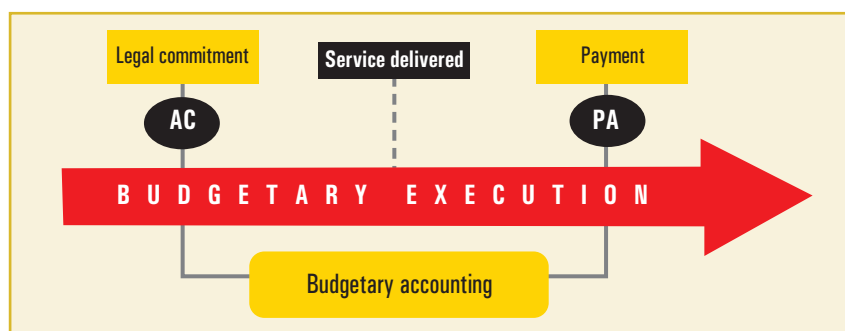 Legal commitment
Service delivered
Payment
AC
PA
BUDGETARY EXECUTION
Budgetary accounting